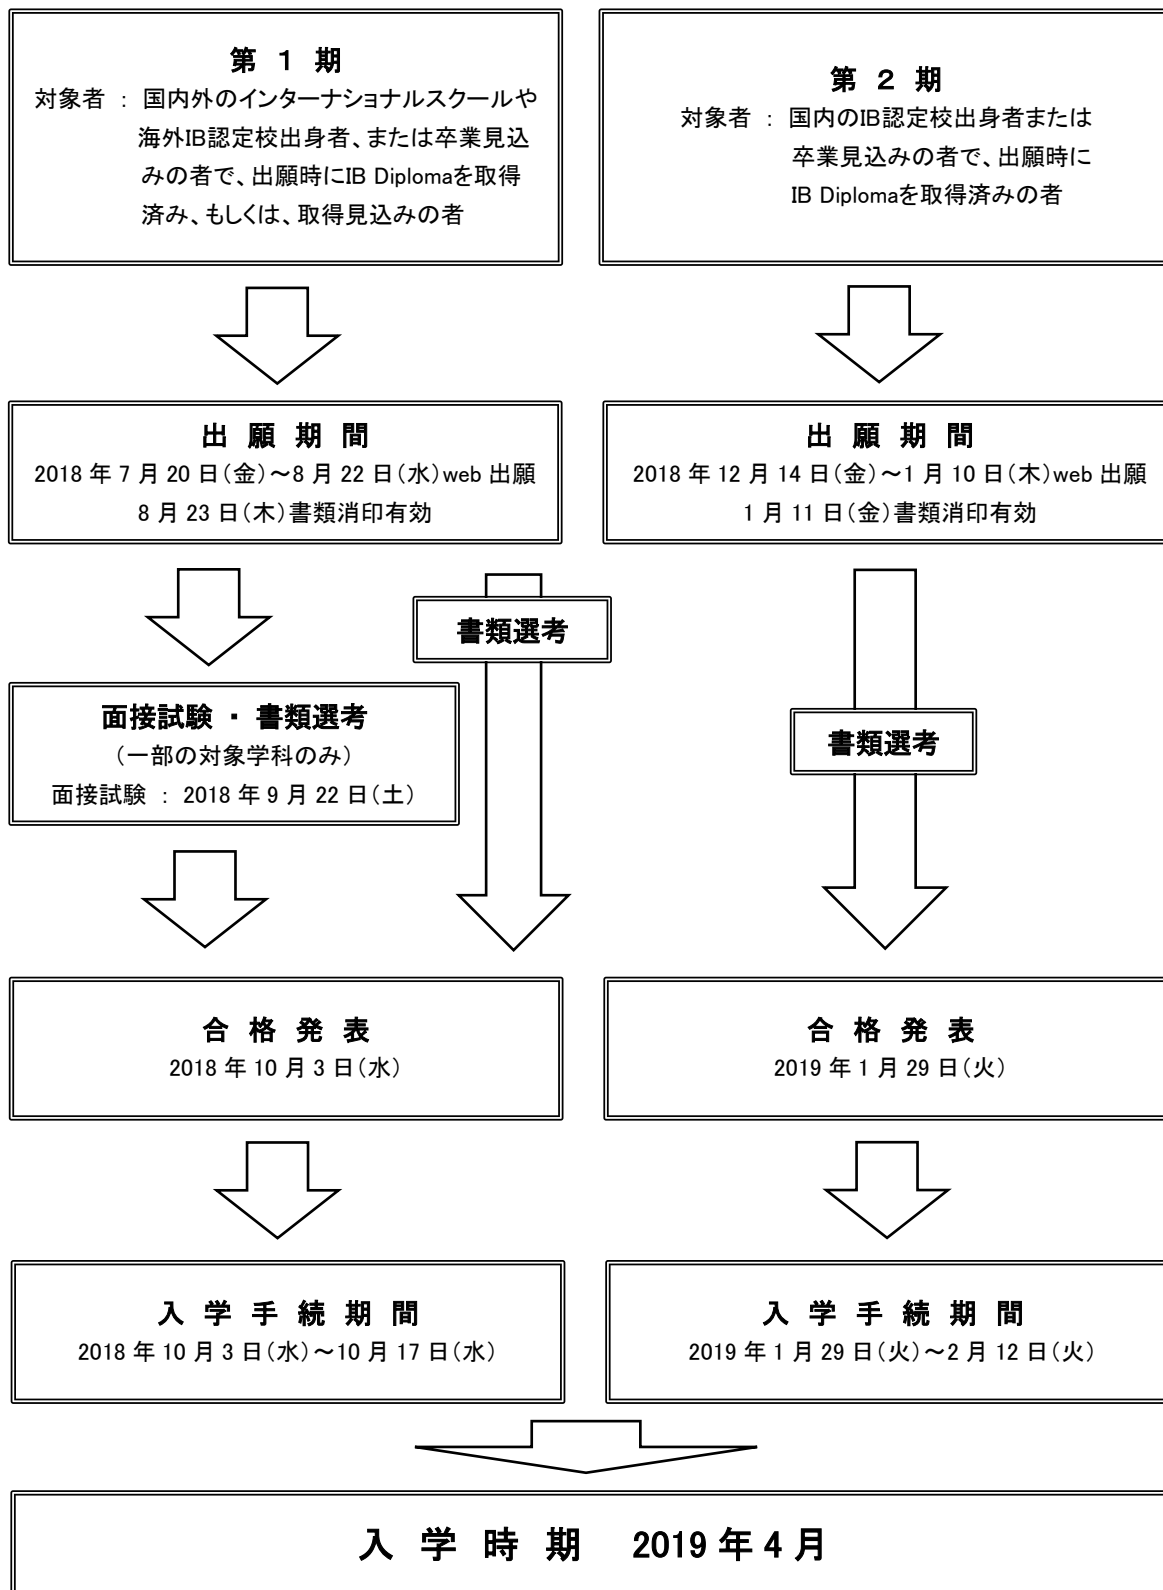 第 1 期
対象者 : 国内外のインターナショナルスクールや
海外IB認定校出身者、または卒業見込
みの者で、出願時にIB Diplomaを取得
済み、もしくは、取得見込みの者
第 2 期
対象者 : 国内のIB認定校出身者または
卒業見込みの者で、出願時に
IB Diplomaを取得済みの者
出 願 期 間
2018 年 7 月 20 日(金)~8 月 22 日(水)web 出願
8 月 23 日(木)書類消印有効
出 願 期 間
2018 年 12 月 14 日(金)~1 月 10 日(木)web 出願
1 月 11 日(金)書類消印有効
書類選考
面接試験 ・ 書類選考
(一部の対象学科のみ)
面接試験 : 2018 年 9 月 22 日(土)
書類選考
合 格 発 表
2018 年 10 月 3 日(水)
合 格 発 表
2019 年 1 月 29 日(火)
入 学 手 続 期 間
2018 年 10 月 3 日(水)~10 月 17 日(水)
入 学 手 続 期 間
2019 年 1 月 29 日(火)~2 月 12 日(火)
入 学 時 期 2019 年 4 月